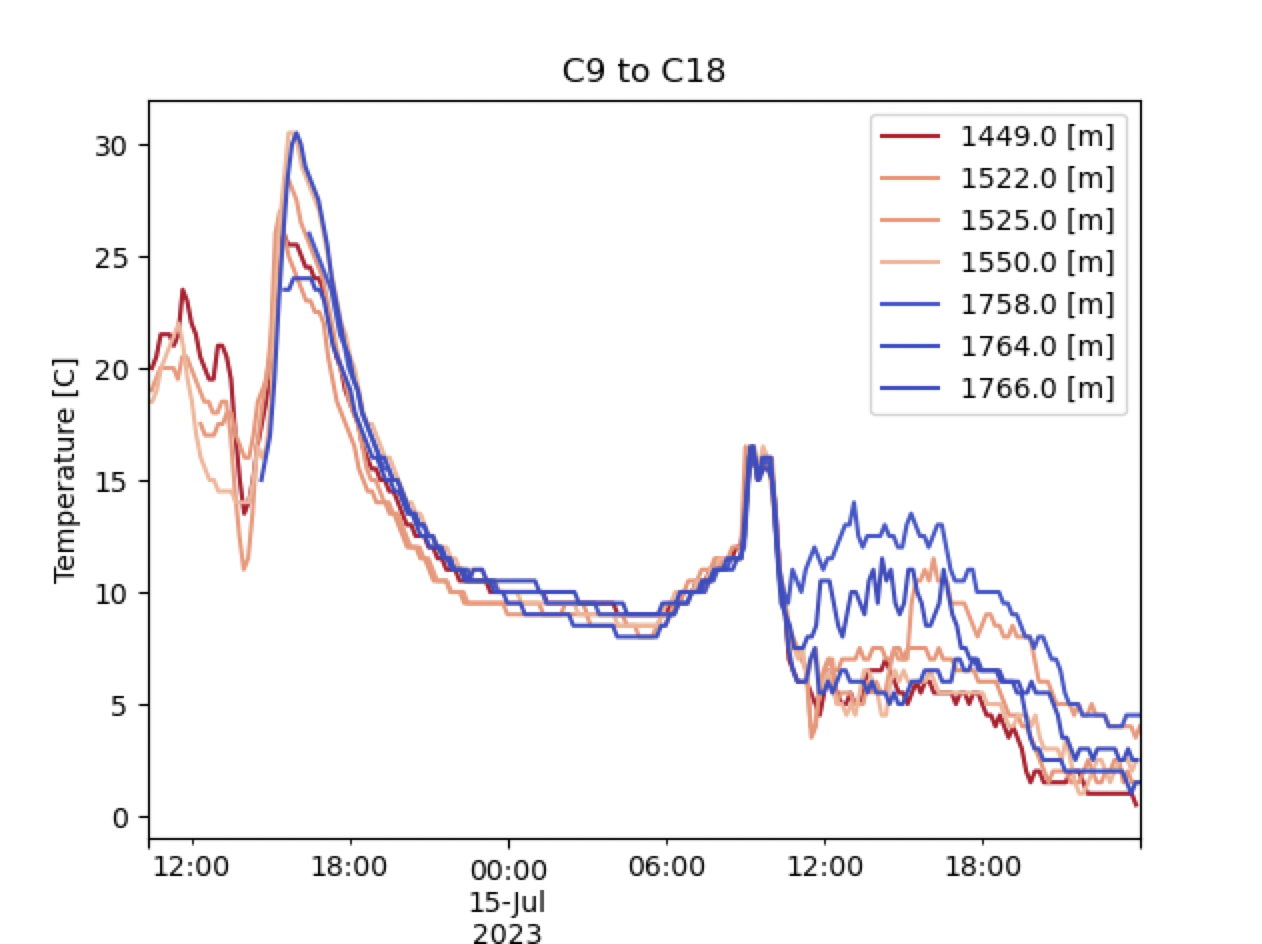 C9 to C18
1449.0 [m]
1522.0 [m]
1525.0 [m]
1550.0 [m]
1758.0 [m]
1764.0 [m]
1766.0 [m]
Temperature [C]
30
25
20
15
10
5
0
12:00
18:00
00:00
06:00
12:00
18:00
15-Jul
2023